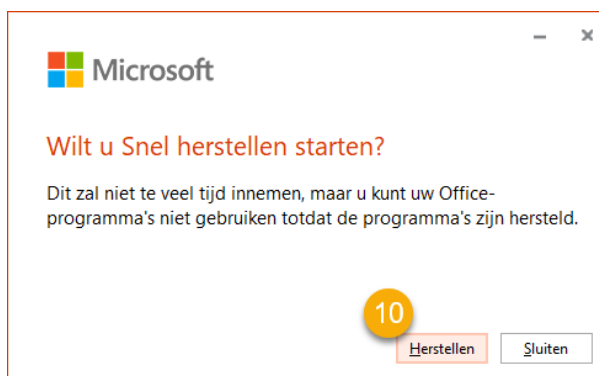 Microsoft
Wilt u Snel herstellen starten?
Dit zal niet te veel tijd innemen, maar u kunt uw Office-
programma's niet gebruiken totdat de programma's zijn hersteld.
10
Herstellen Sluiten